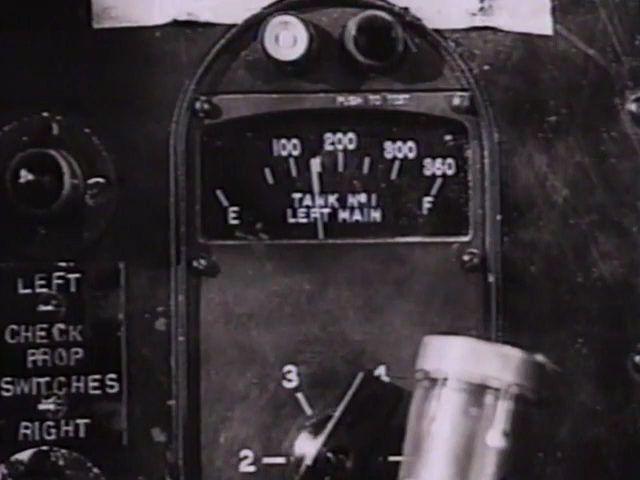 PUSH TO TEST
100 200 300 360
TANK Nº 1
LEFT MAIN
E F
LEFT
CHECK
PROP
SWITCHES
RIGHT
3 4
2